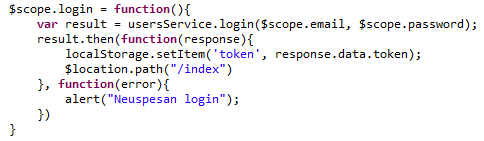 $scope.login = function(){
    var result = usersService.login($scope.email, $scope.password);
    result.then(function(response){
        localStorage.setItem('token', response.data.token);
        $location.path("/index")
    }, function(error){
        alert("Neuspesan login");
    })
}